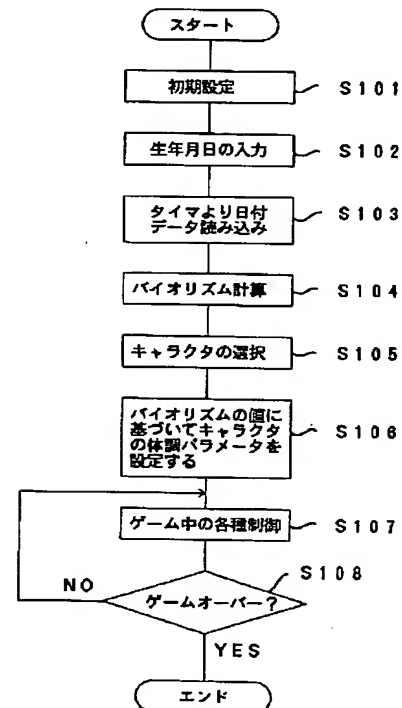 スタート
初期設定
S101
生年月日の入力
S102
タイマより日付
データ読み込み
S103
バイオリズム計算
S104
キャラクタの選択
S105
バイオリズムの値に
基づいてキャラクタ
の体調パラメータを
設定する
S106
ゲーム中の各種制御
S107
S108
NO
ゲームオーバー?
YES
エンド